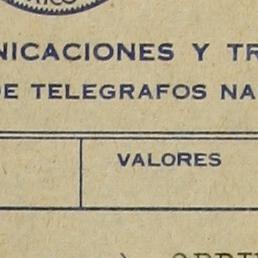 NICACIONES Y TR
DE TELEGRAFOS NA
VALORES